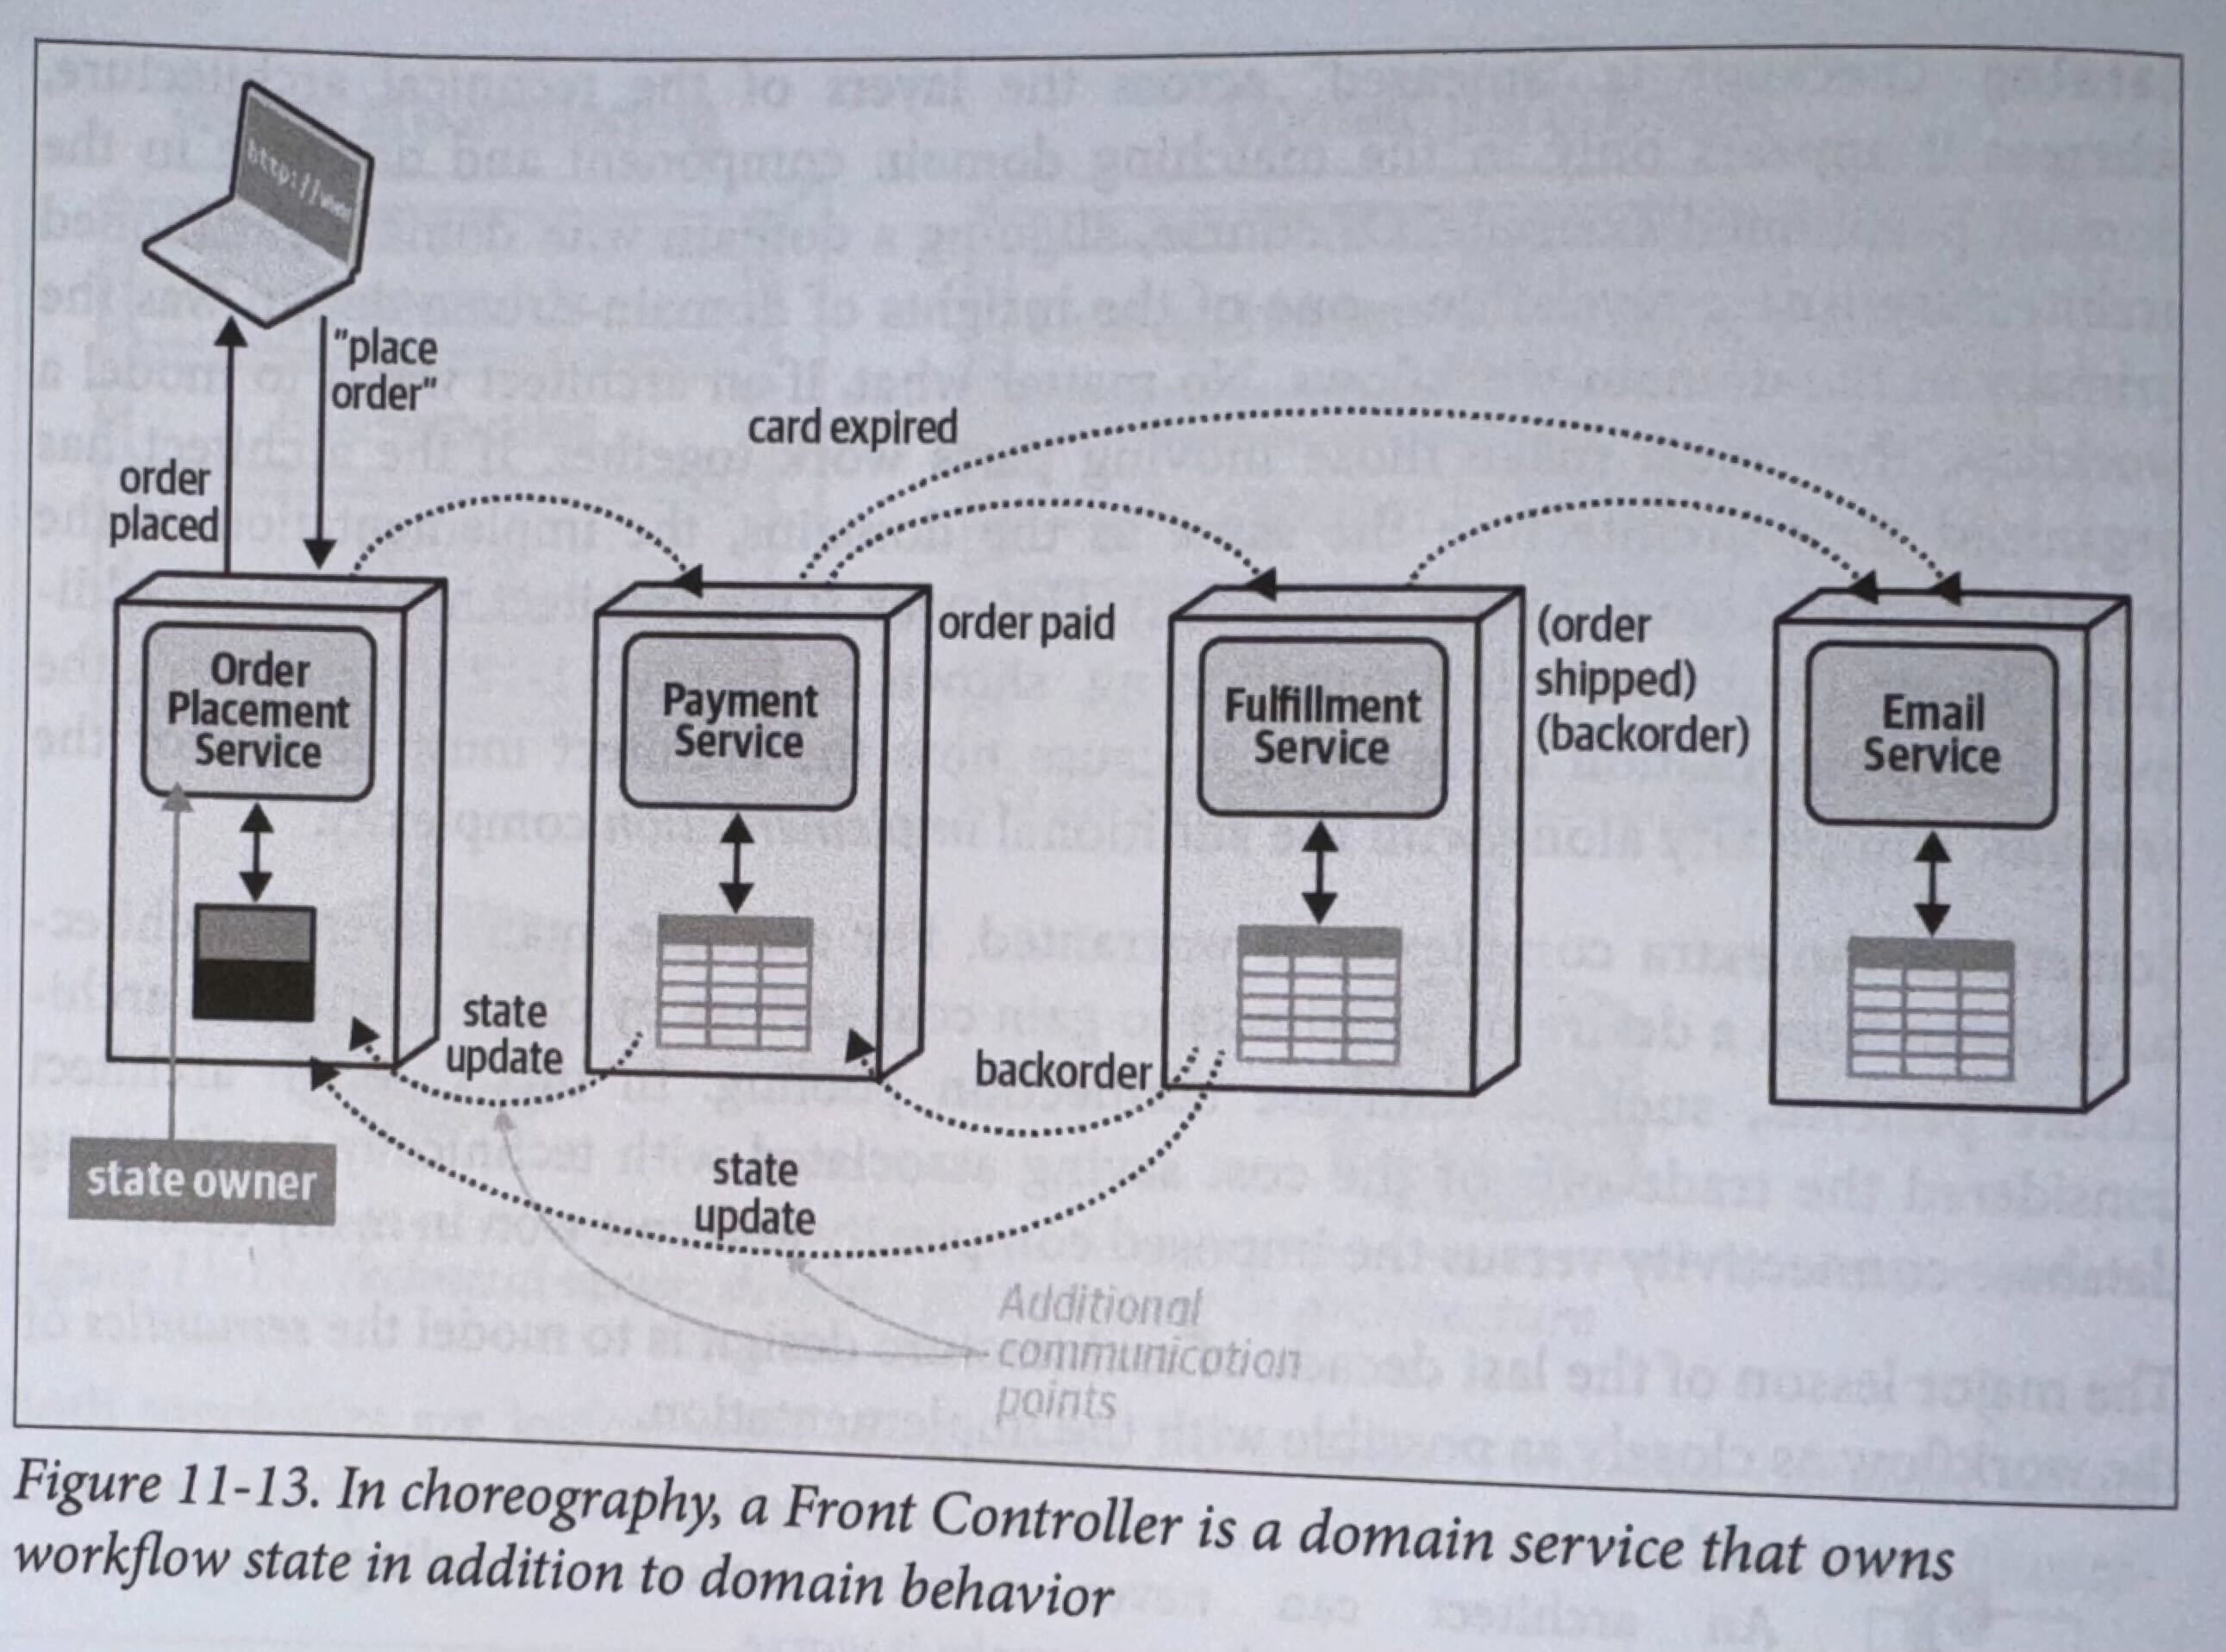 http://www
"place
order"
card expired
order
placed
order paid
(order
shipped)
(backorder)
Order
Placement
Service
Payment
Service
Fulfillment
Service
Email
Service
state
update
backorder
state owner
state
update
Additional
communication
points
Figure 11-13. In choreography, a Front Controller is a domain service that owns
workflow state in addition to domain behavior